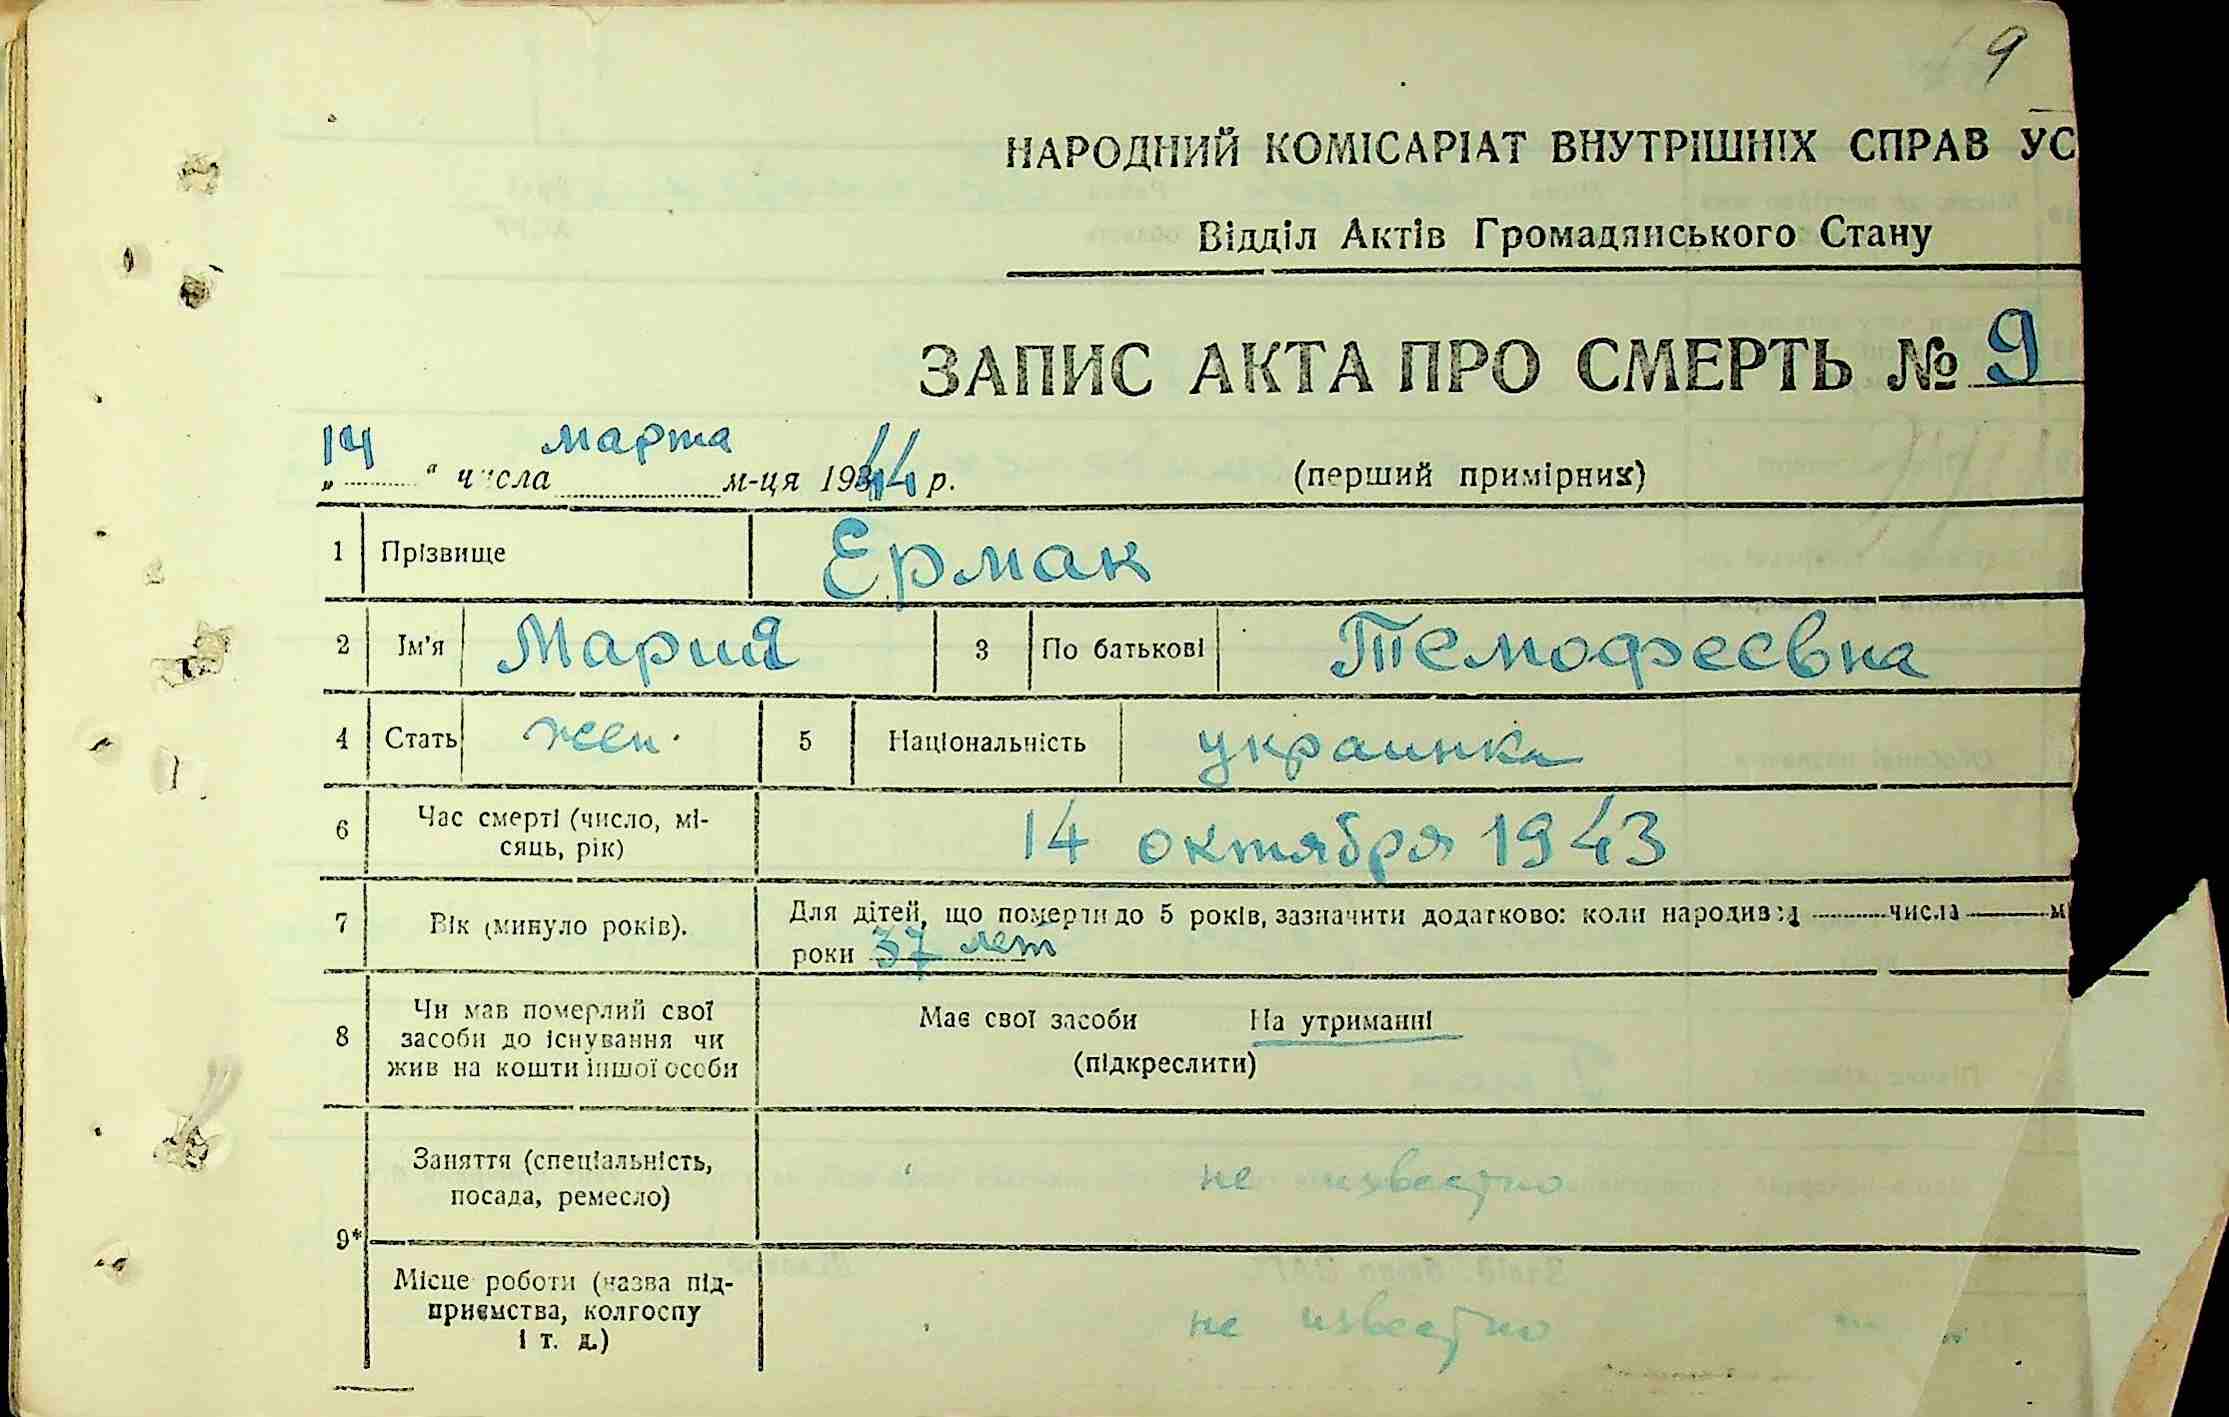 9
НАРОДНИЙ КОМІСАРІАТ ВНУТРІШНІХ СПРАВ УС
Відділ Актів Громадянського Стану
ЗАПИС АКТА ПРО СМЕРТЬ № 9
„14“ числа марта м-ця 1944 р. (перший примірник)
1 Прізвище Ермак
2 Ім'я Мария 3 По батькові Темофеевна
4 Стать жен. 5 Національність украинка
6 Час смерті (число, мі-
сяць, рік) 14 октября 1943
7 Вік (минуло років). Для дітей, що померли до 5 років, зазначити додатково: коли народився числа м
роки 37 лет
8 Чи мав померлий свої
засоби до існування чи
жив на кошти іншої особи
Має свої засоби На утриманні
(підкреслити)
9*
Заняття (спеціальність,
посада, ремесло) не известно
Місце роботи (назва під-
приємства, колгоспу
і т. д.) не известно